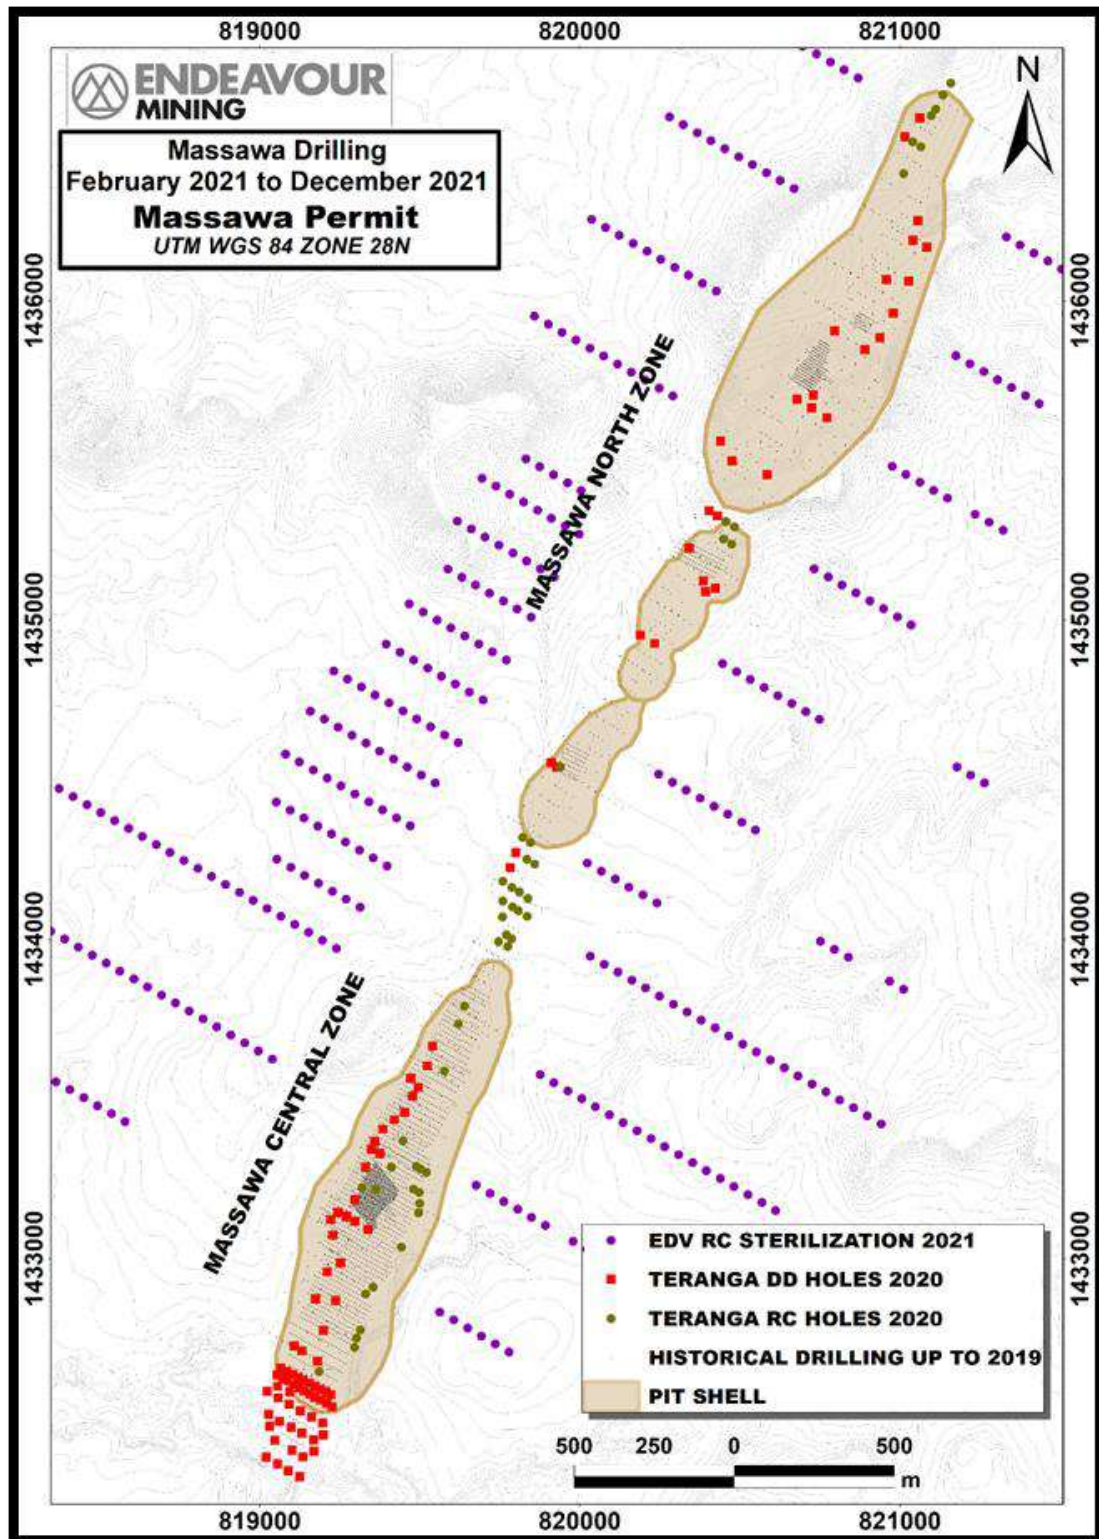 819000 820000 821000
ENDEAVOUR
MINING
N
Massawa Drilling
February 2021 to December 2021
Massawa Permit
UTM WGS 84 ZONE 28N
1436000 1436000
MASSAWA NORTH ZONE
1435000 1435000
1434000 1434000
MASSAWA CENTRAL ZONE
1433000 1433000
EDV RC STERILIZATION 2021
TERANGA DD HOLES 2020
TERANGA RC HOLES 2020
HISTORICAL DRILLING UP TO 2019
PIT SHELL
500 250 0 500
m
819000 820000 821000